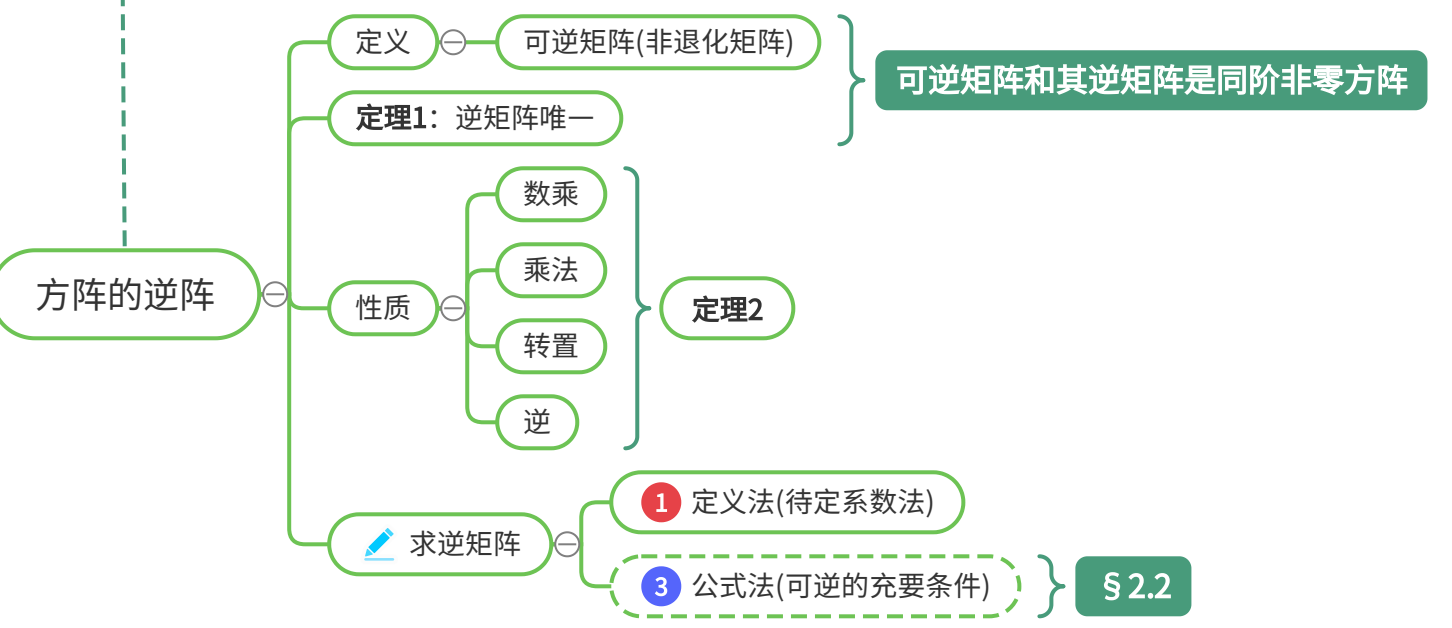 定义
可逆矩阵(非退化矩阵)
可逆矩阵和其逆矩阵是同阶非零方阵
定理1：逆矩阵唯一
数乘
乘法
方阵的逆阵
性质
定理2
转置
逆
1 定义法(待定系数法)
求逆矩阵
3 公式法(可逆的充要条件)
§2.2